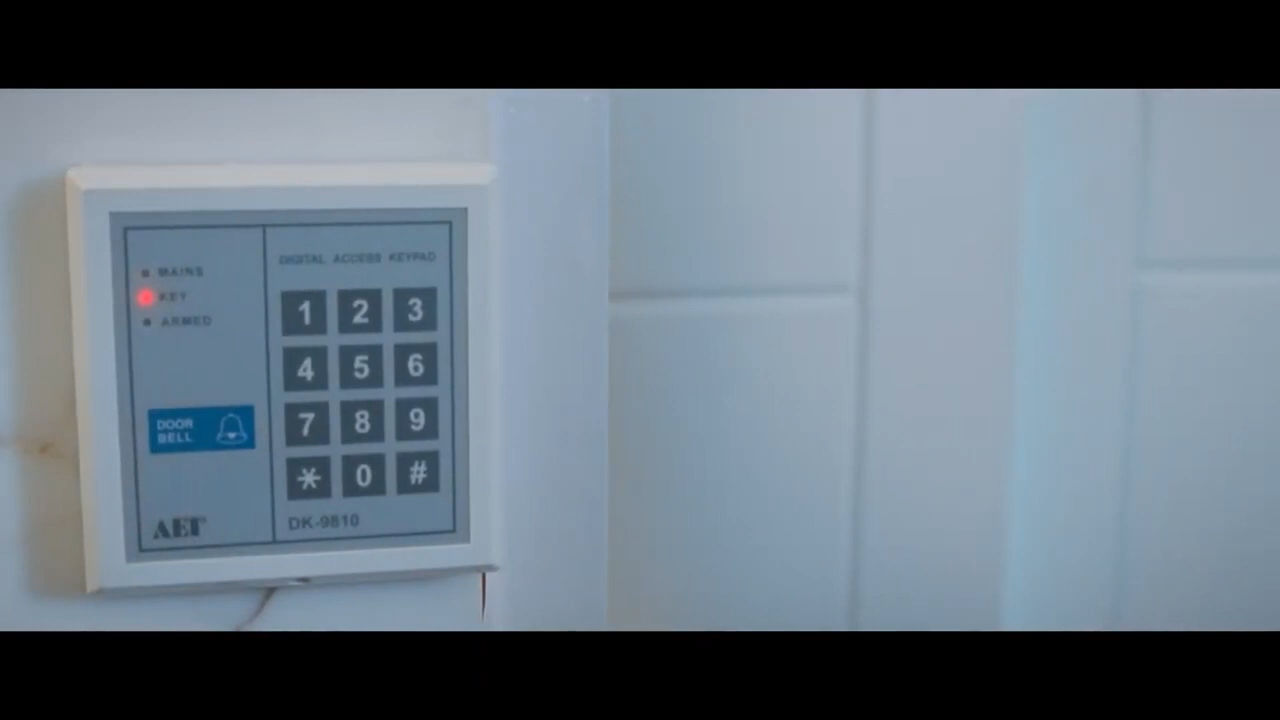 MAINS
KEY
ARMED
DOOR
BELL
AEI
DIGITAL ACCESS KEYPAD
1 2 3
4 5 6
7 8 9
* 0 #
DK-9810